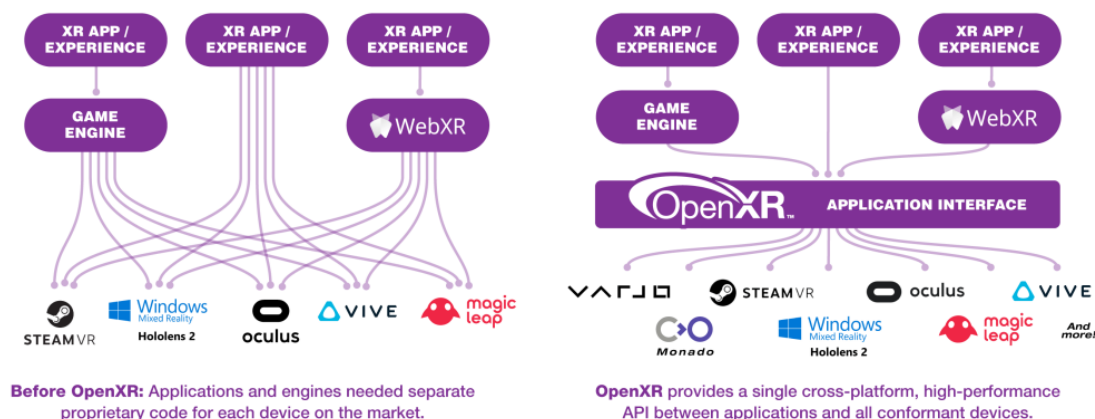 XR APP /
EXPERIENCE
XR APP /
EXPERIENCE
XR APP /
EXPERIENCE
GAME
ENGINE
WebXR
STEAMVR
Windows
Mixed Reality
Hololens 2
oculus
VIVE
magic
leap
Before OpenXR: Applications and engines needed separate
proprietary code for each device on the market.
XR APP /
EXPERIENCE
XR APP /
EXPERIENCE
XR APP /
EXPERIENCE
GAME
ENGINE
WebXR
OpenXR™ APPLICATION INTERFACE
VARJO
STEAMVR
oculus
VIVE
Monado
Windows
Mixed Reality
Hololens 2
magic
leap
And
more!
OpenXR provides a single cross-platform, high-performance
API between applications and all conformant devices.